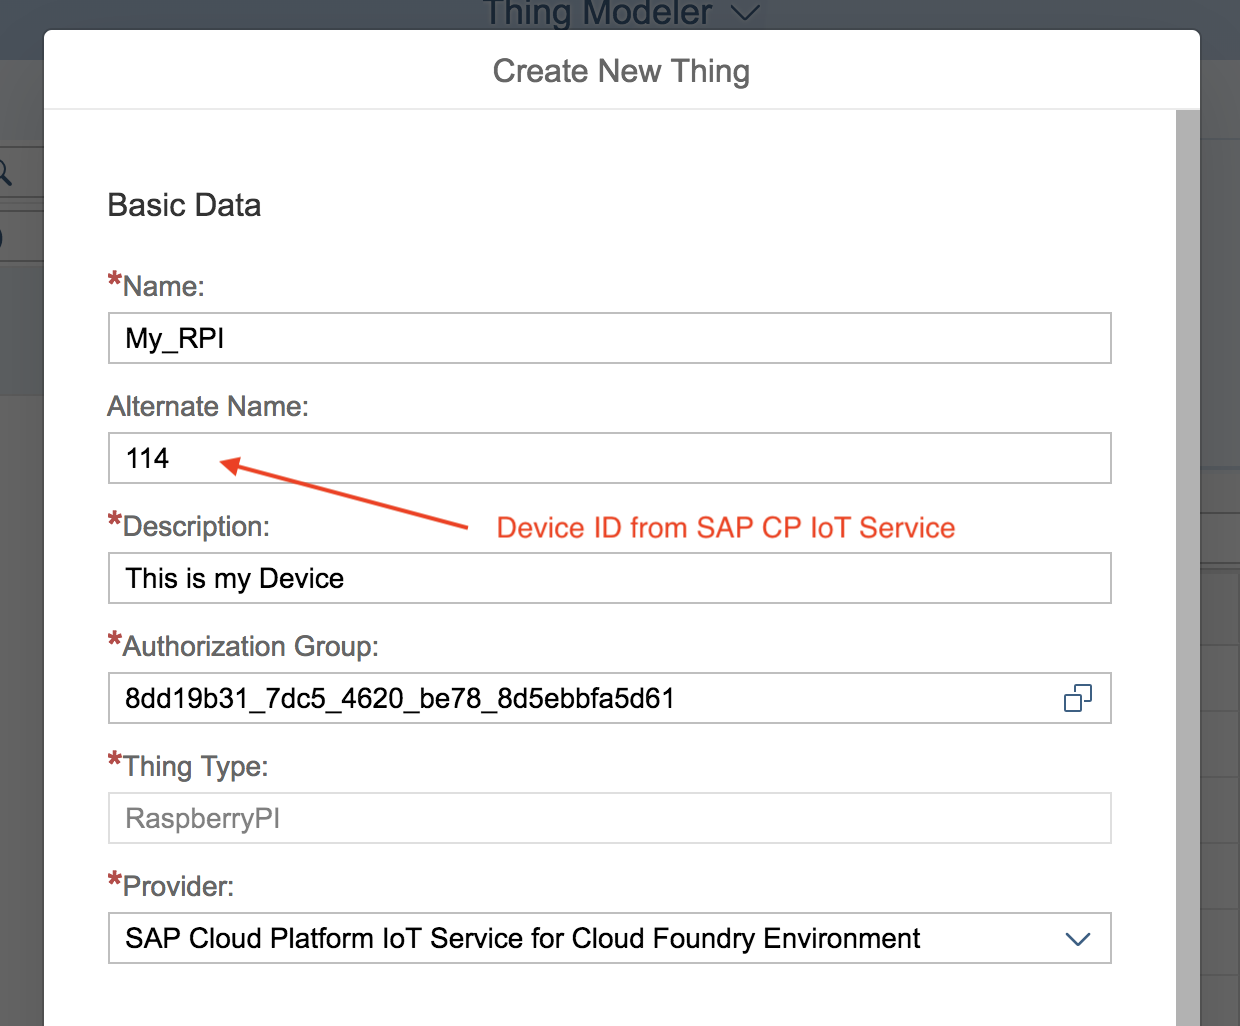 Thing Modeler
Create New Thing
Basic Data
*Name:
My_RPI
Alternate Name:
114
*Description:
Device ID from SAP CP IoT Service
This is my Device
*Authorization Group:
8dd19b31_7dc5_4620_be78_8d5ebbfa5d61
*Thing Type:
RaspberryPI
*Provider:
SAP Cloud Platform IoT Service for Cloud Foundry Environment